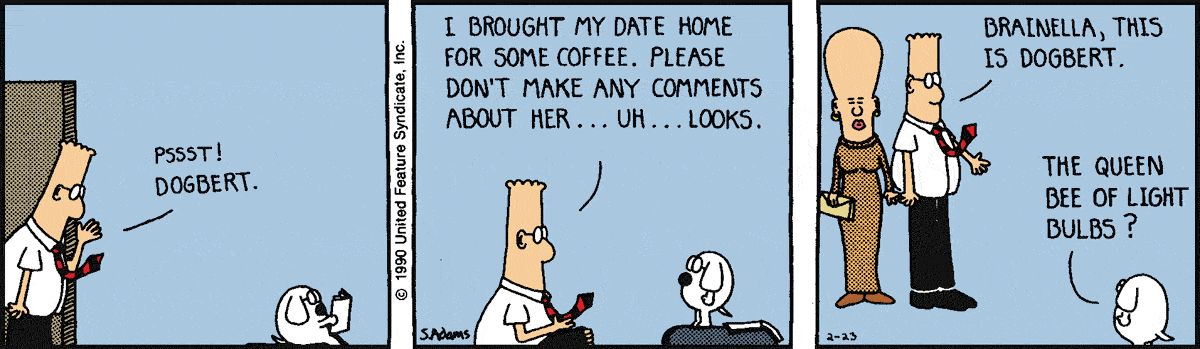 PSSST!
DOGBERT.
© 1990 United Feature Syndicate, Inc.
I BROUGHT MY DATE HOME
FOR SOME COFFEE. PLEASE
DON'T MAKE ANY COMMENTS
ABOUT HER... UH... LOOKS.
S.Adams
BRAINELLA, THIS
IS DOGBERT.
THE QUEEN
BEE OF LIGHT
BULBS?
2-23